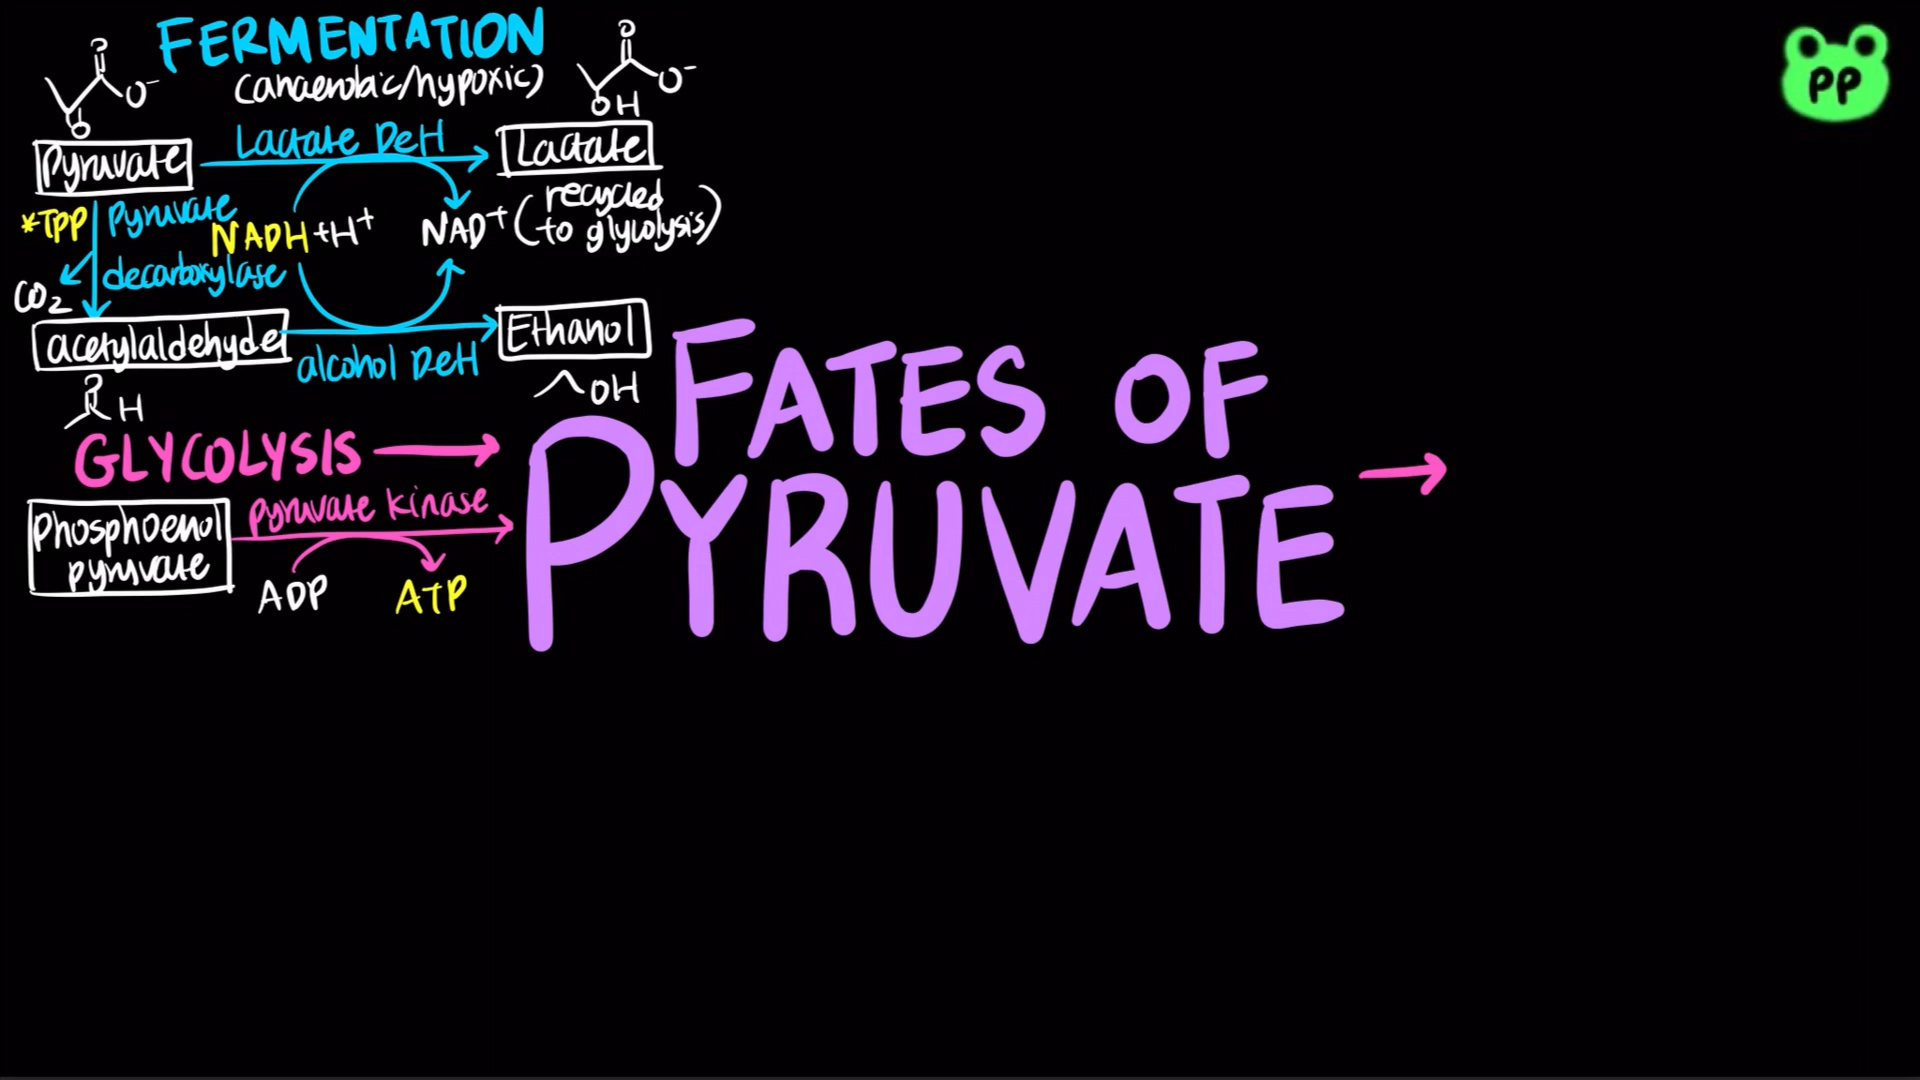 FERMENTATION
(anaerobic/hypoxic)
O
O⁻
O
O
O⁻
OH
Pyruvate
Lactate DeH
Lactate
*TPP
Pyruvate
decarboxylase
NADH+H⁺
NAD⁺ (recycled
to glycolysis)
CO₂
acetylaldehyde
alcohol DeH
Ethanol
O
H
OH
GLYCOLYSIS
Phosphoenol
pyruvate
pyruvate kinase
ADP
ATP
FATES OF
PYRUVATE
PP